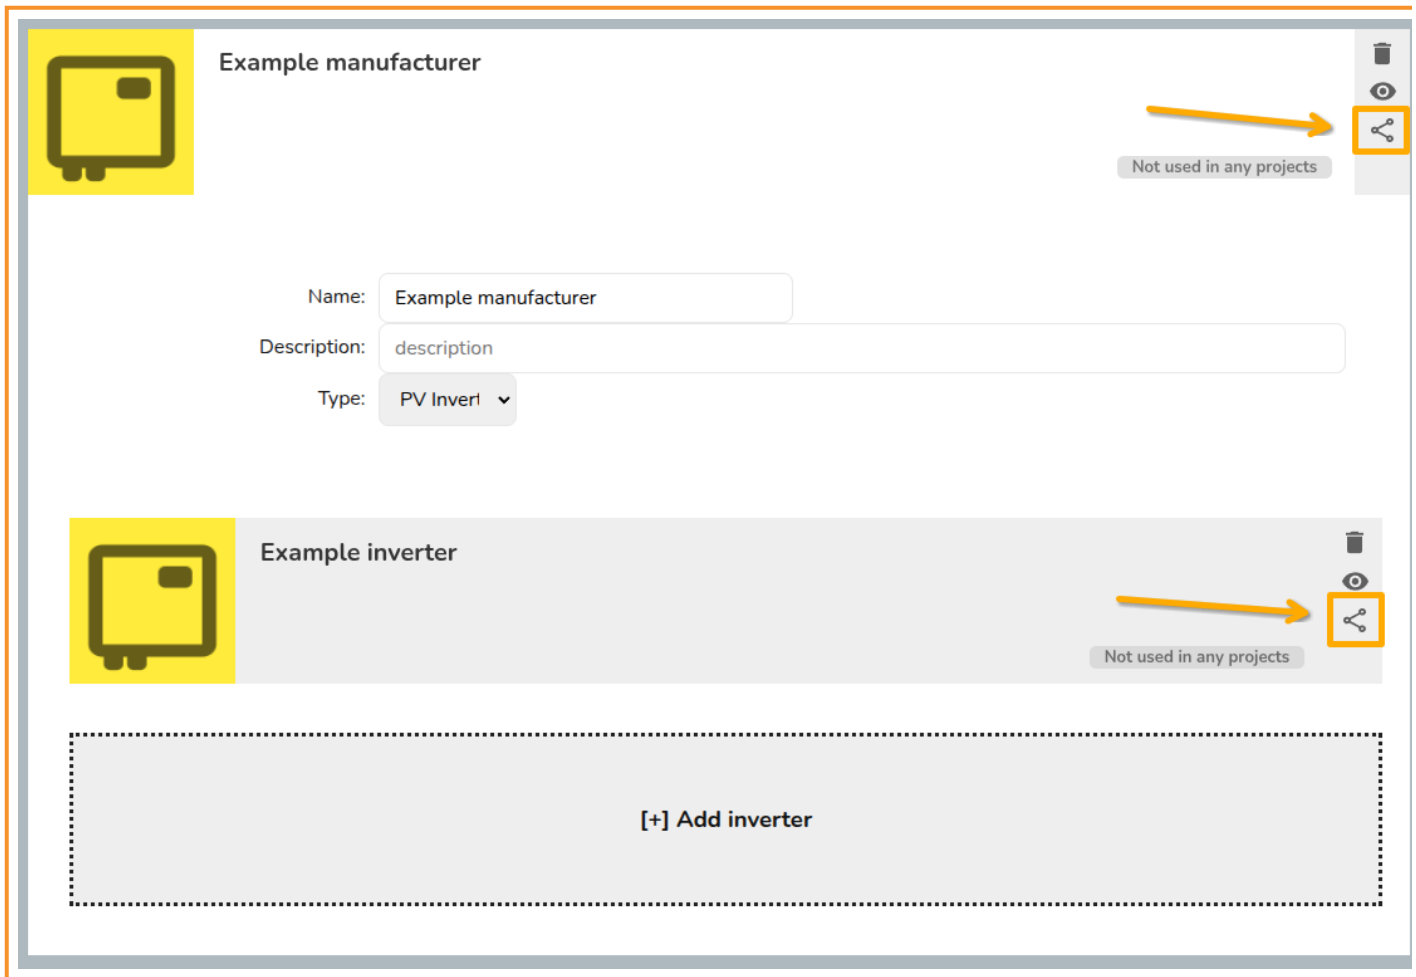 Example manufacturer
Not used in any projects
Name: Example manufacturer
Description: description
Type: PV Invert
Example inverter
Not used in any projects
[+] Add inverter